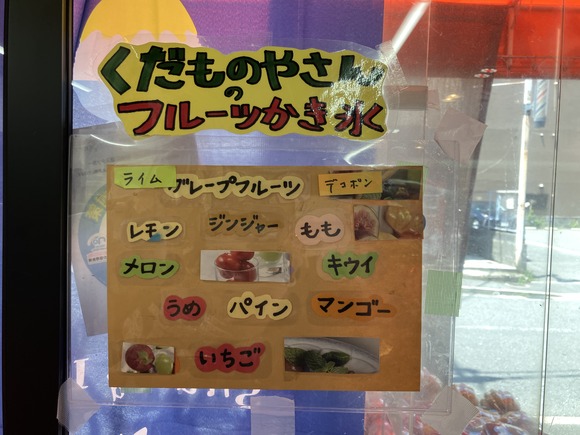 くだものやさん
の
フルーツかき氷
ライム グレープフルーツ デコポン
レモン ジンジャー もも
メロン キウイ
うめ パイン マンゴー
いちご